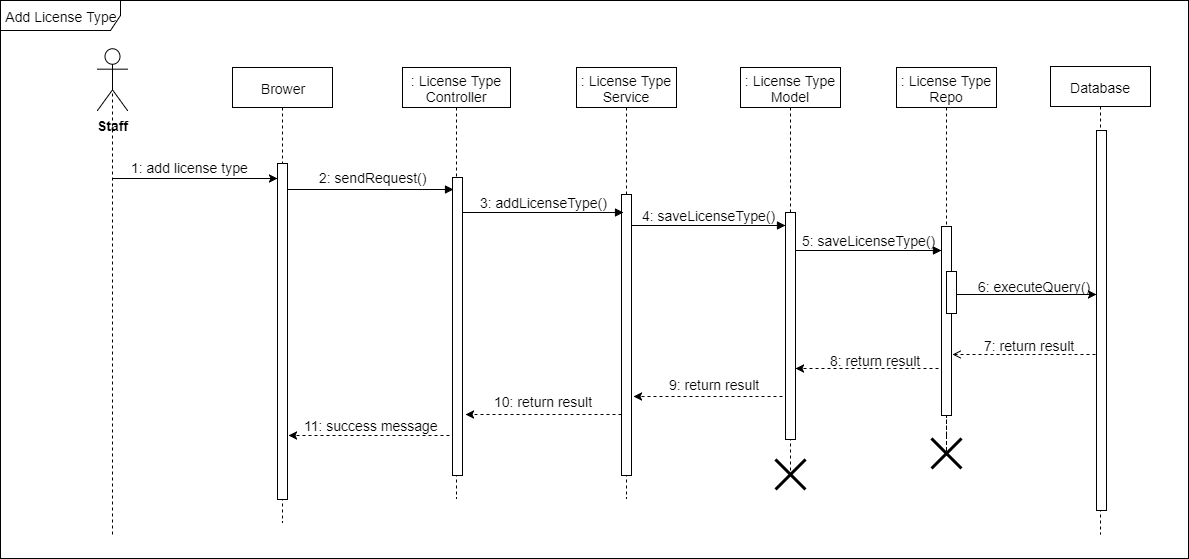 Add License Type
Staff
Brower
: License Type
Controller
: License Type
Service
: License Type
Model
: License Type
Repo
Database
1: add license type
2: sendRequest()
3: addLicenseType()
4: saveLicenseType()
5: saveLicenseType()
6: executeQuery()
7: return result
8: return result
9: return result
10: return result
11: success message